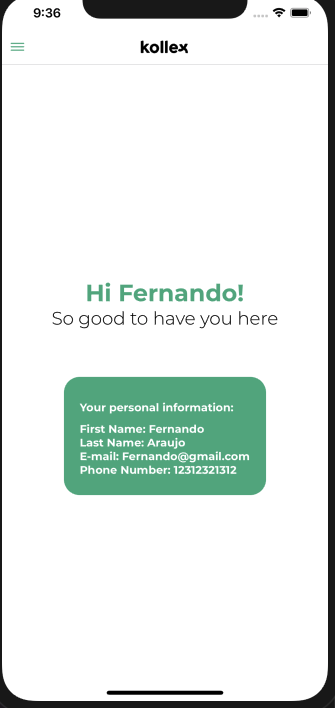 9:36
kollex
Hi Fernando!
So good to have you here
Your personal information:
First Name: Fernando
Last Name: Araujo
E-mail: Fernando@gmail.com
Phone Number: 12312321312